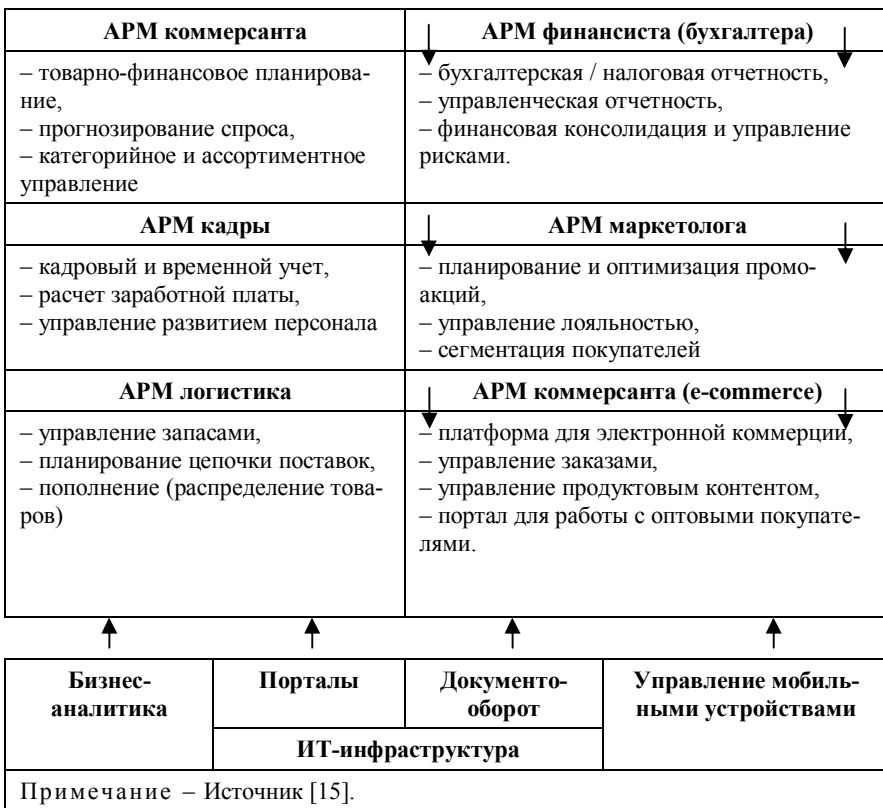 АРМ коммерсанта
– товарно-финансовое планирова-
ние,
– прогнозирование спроса,
– категорийное и ассортиментное
управление
АРМ финансиста (бухгалтера)
– бухгалтерская / налоговая отчетность,
– управленческая отчетность,
– финансовая консолидация и управление
рисками.
АРМ кадры
– кадровый и временной учет,
– расчет заработной платы,
– управление развитием персонала
АРМ маркетолога
– планирование и оптимизация промо-
акций,
– управление лояльностью,
– сегментация покупателей
АРМ логистика
– управление запасами,
– планирование цепочки поставок,
– пополнение (распределение това-
ров)
АРМ коммерсанта (e-commerce)
– платформа для электронной коммерции,
– управление заказами,
– управление продуктовым контентом,
– портал для работы с оптовыми покупате-
лями.
Бизнес-
аналитика
Порталы
Документо-
оборот
Управление мобиль-
ными устройствами
ИТ-инфраструктура
Примечание – Источник [15].